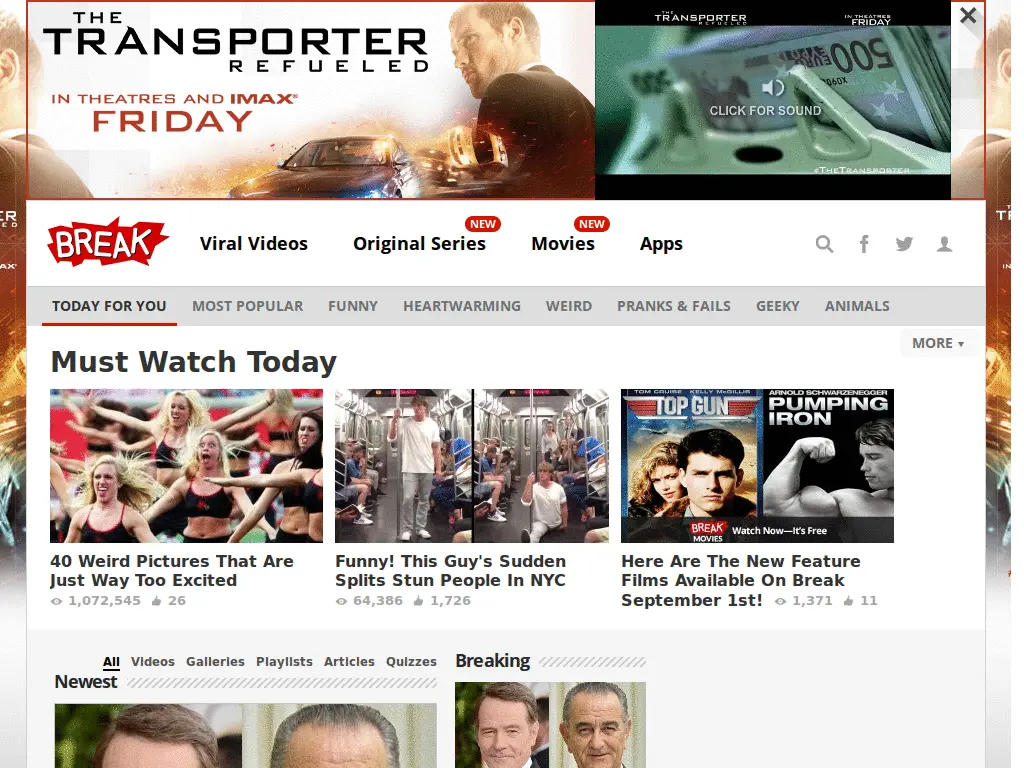 THE
TRANSPORTER
REFUELED
IN THEATRES AND IMAX®
FRIDAY
THE
TRANSPORTER
REFUELED
IN THEATRES
FRIDAY
500
EURO
CLICK FOR SOUND
#THETRANSPORTER
BREAK
Viral Videos
Original Series
NEW
Movies
NEW
Apps
TODAY FOR YOU
MOST POPULAR
FUNNY
HEARTWARMING
WEIRD
PRANKS & FAILS
GEEKY
ANIMALS
MORE ▾
Must Watch Today
TOM CRUISE KELLY McGILLIS
TOP GUN
ARNOLD SCHWARZENEGGER
PUMPING
IRON
BREAK
MOVIES
Watch Now—It's Free
40 Weird Pictures That Are
Just Way Too Excited
1,072,545 26
Funny! This Guy's Sudden
Splits Stun People In NYC
64,386 1,726
Here Are The New Feature
Films Available On Break
September 1st! 1,371 11
All Videos Galleries Playlists Articles Quizzes
Newest
Breaking